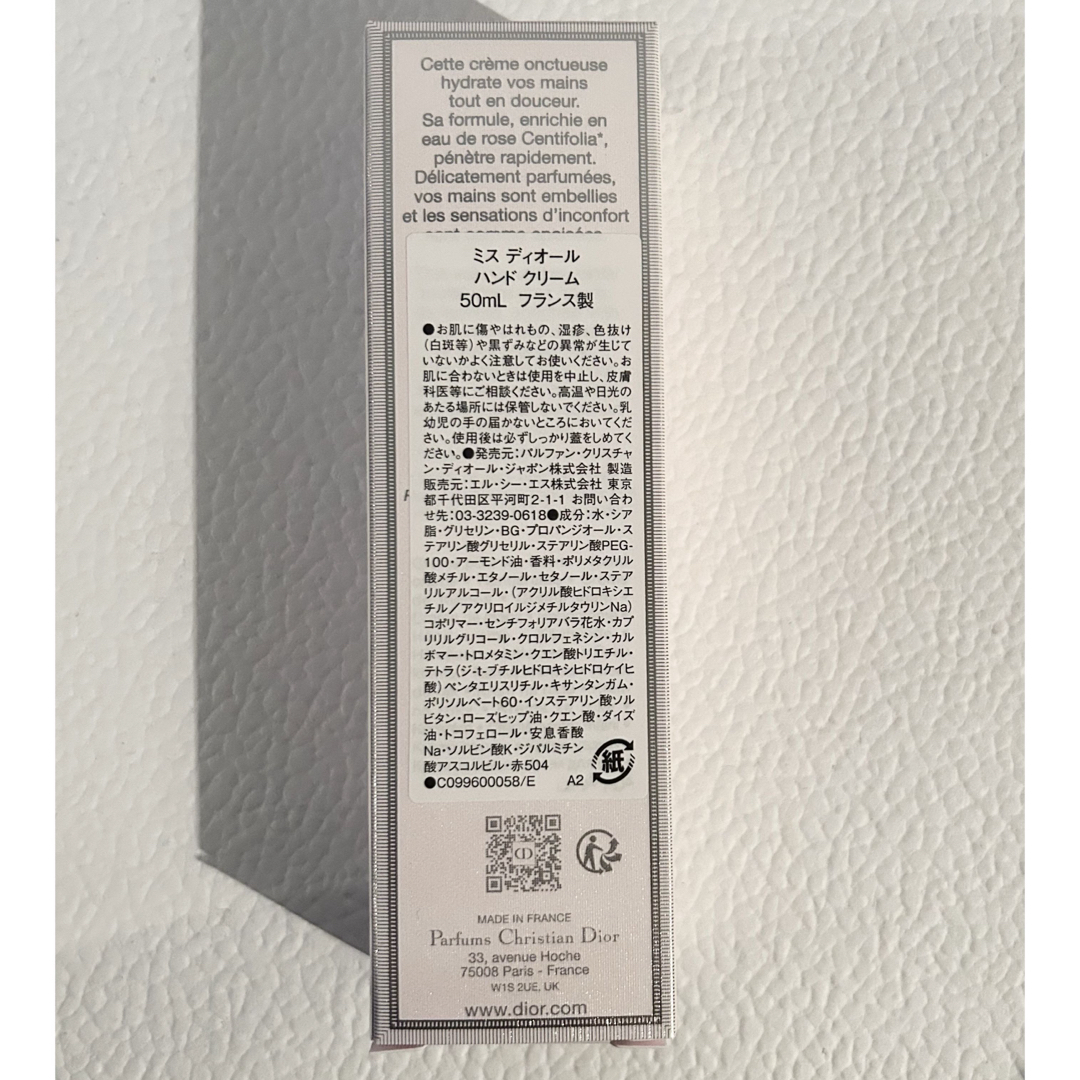 Cette crème onctueuse
hydrate vos mains
tout en douceur.
Sa formule, enrichie en
eau de rose Centifolia*,
pénètre rapidement.
Délicatement parfumées,
vos mains sont embellies
et les sensations d'inconfort
ミス ディオール
ハンド クリーム
50mL フランス製
●お肌に傷やはれもの、湿疹、色抜け
(白斑等)や黒ずみなどの異常が生じて
いないかよく注意してお使いください。お
肌に合わないときは使用を中止し、皮膚
科医等にご相談ください。高温や日光の
あたる場所には保管しないでください。乳
幼児の手の届かないところにおいてくだ
さい。使用後は必ずしっかり蓋をしめてく
ださい。●発売元:パルファン・クリスチャ
ン・ディオール・ジャポン株式会社 製造
販売元:エル・シー・エス株式会社 東京
都千代田区平河町2-1-1 お問い合わ
せ先:03-3239-0618●成分:水・シア
脂・グリセリン・BG・プロパンジオール・ス
テアリン酸グリセリル・ステアリン酸PEG-
100・アーモンド油・香料・ポリメタクリル
酸メチル・エタノール・セタノール・ステア
リルアルコール・(アクリル酸ヒドロキシエ
チル/アクリロイルジメチルタウリンNa)
コポリマー・センチフォリアバラ花水・カプ
リリルグリコール・クロルフェネシン・カル
ボマー・トロメタミン・クエン酸トリエチル・
テトラ(ジ-t-ブチルヒドロキシヒドロケイヒ
酸)ペンタエリスリチル・キサンタンガム・
ポリソルベート60・イソステアリン酸ソル
ビタン・ローズヒップ油・クエン酸・ダイズ
油・トコフェロール・安息香酸
Na・ソルビン酸K・ジパルミチン
酸アスコルビル・赤504
●C099600058/E A2
紙
CD
MADE IN FRANCE
Parfums Christian Dior
33, avenue Hoche
75008 Paris - France
W1S 2UE, UK
www.dior.com